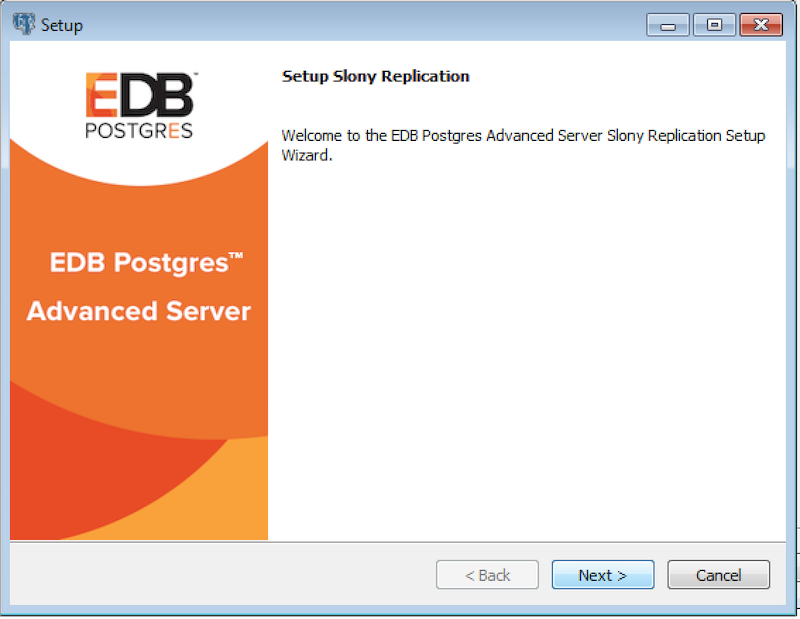 Setup
EDB™
POSTGRES
EDB Postgres™
Advanced Server
Setup Slony Replication
Welcome to the EDB Postgres Advanced Server Slony Replication Setup
Wizard.
< Back
Next >
Cancel